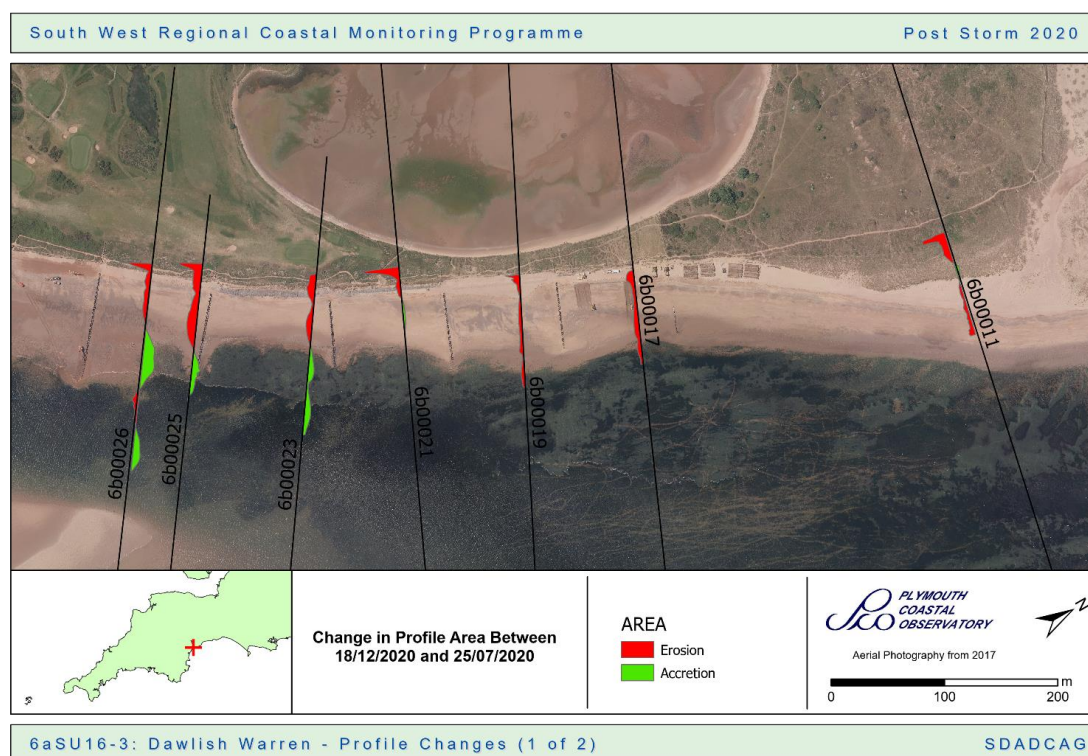 South West Regional Coastal Monitoring Programme
Post Storm 2020
6b00026
6b00025
6b00023
6b00021
6b00019
6b00017
6b00011
Change in Profile Area Between
18/12/2020 and 25/07/2020
AREA
Erosion
Accretion
PCO
PLYMOUTH
COASTAL
OBSERVATORY
N
Aerial Photography from 2017
m
0 100 200
6aSU16-3: Dawlish Warren - Profile Changes (1 of 2)
SDADCAG